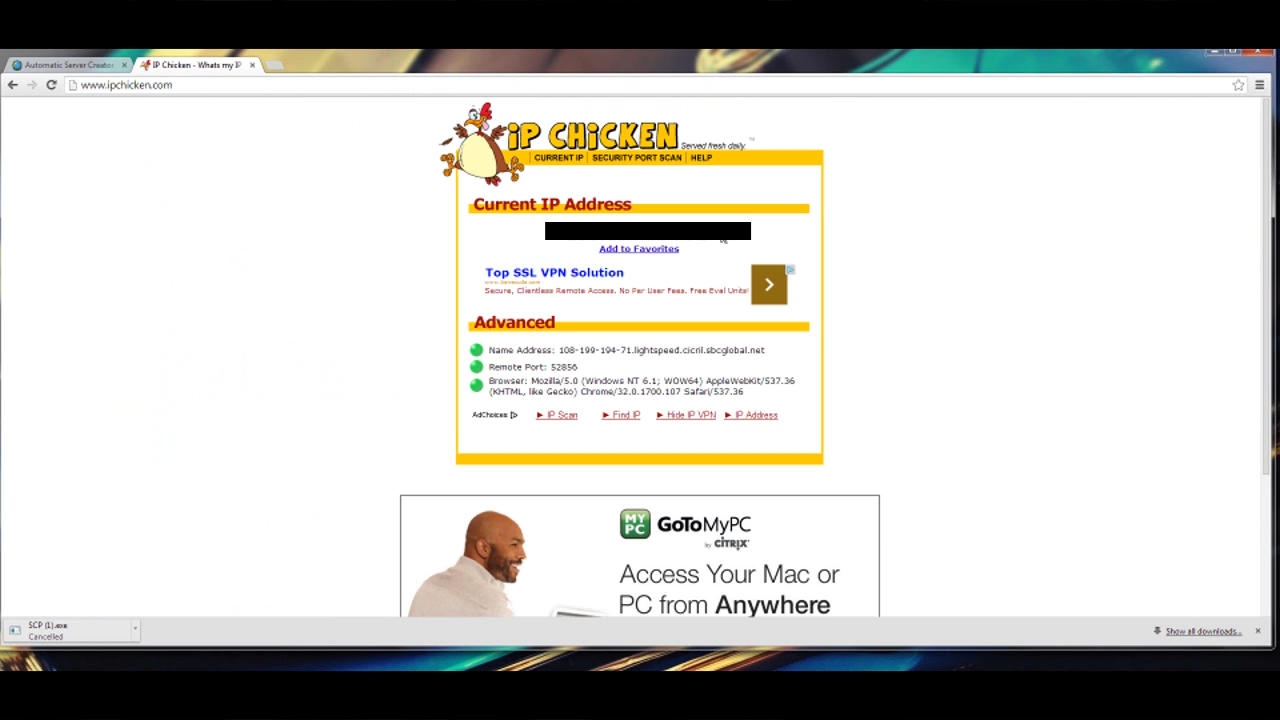 Automatic Server Creator
IP Chicken - Whats my IP
www.ipchicken.com
iP CHiCKEN Served fresh daily. ™
CURRENT IP | SECURITY PORT SCAN | HELP
Current IP Address
Add to Favorites
Top SSL VPN Solution
Secure, Clientless Remote Access. No Per User Fees. Free Eval Units!
Advanced
Name Address: 108-199-194-71.lightspeed.cicril.sbcglobal.net
Remote Port: 52856
Browser: Mozilla/5.0 (Windows NT 6.1; WOW64) AppleWebKit/537.36
(KHTML, like Gecko) Chrome/32.0.1700.107 Safari/537.36
AdChoices ► IP Scan ► Find IP ► Hide IP VPN ► IP Address
MY PC GoToMyPC
by CITRIX
Access Your Mac or
PC from Anywhere
SCP (1).exe
Cancelled
Show all downloads...